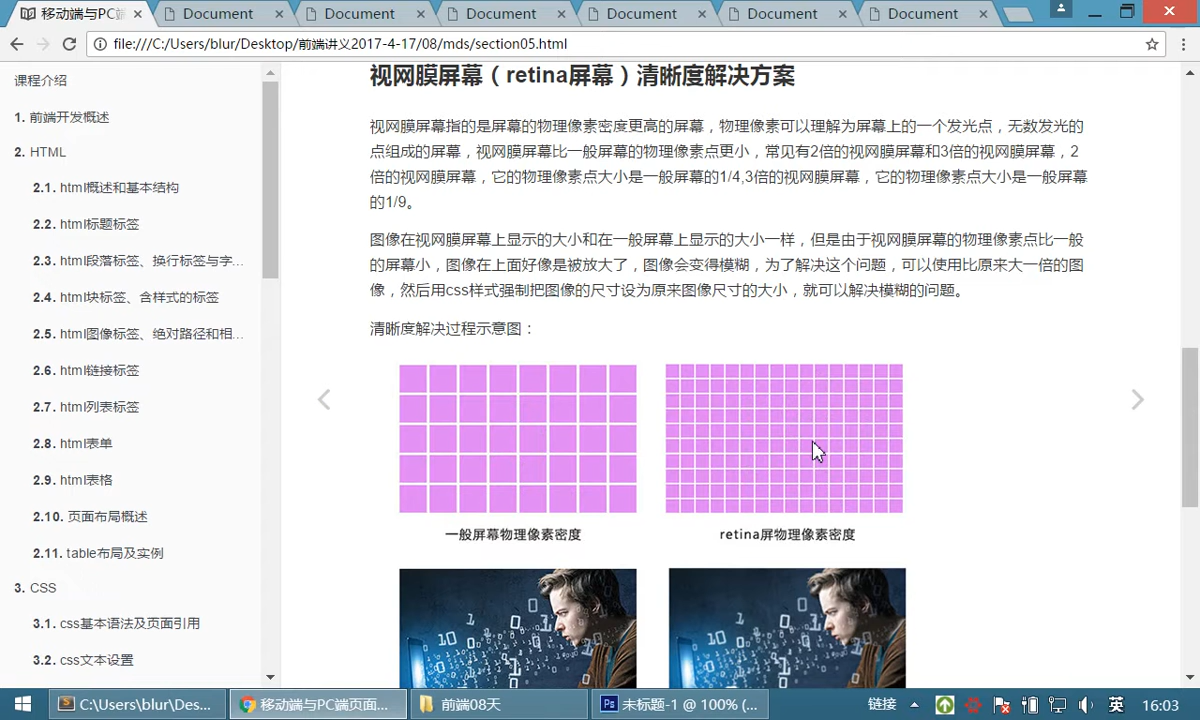 移动端与PC端
Document
Document
Document
Document
Document
Document
file:///C:/Users/blur/Desktop/前端讲义2017-4-17/08/mds/section05.html
课程介绍
1. 前端开发概述
2. HTML
2.1. html概述和基本结构
2.2. html标题标签
2.3. html段落标签、换行标签与字...
2.4. html块标签、含样式的标签
2.5. html图像标签、绝对路径和相...
2.6. html链接标签
2.7. html列表标签
2.8. html表单
2.9. html表格
2.10. 页面布局概述
2.11. table布局及实例
3. CSS
3.1. css基本语法及页面引用
3.2. css文本设置
视网膜屏幕（retina屏幕）清晰度解决方案
视网膜屏幕指的是屏幕的物理像素密度更高的屏幕，物理像素可以理解为屏幕上的一个发光点，无数发光的
点组成的屏幕，视网膜屏幕比一般屏幕的物理像素点更小，常见有2倍的视网膜屏幕和3倍的视网膜屏幕，2
倍的视网膜屏幕，它的物理像素点大小是一般屏幕的1/4,3倍的视网膜屏幕，它的物理像素点大小是一般屏幕
的1/9。
图像在视网膜屏幕上显示的大小和在一般屏幕上显示的大小一样，但是由于视网膜屏幕的物理像素点比一般
的屏幕小，图像在上面好像是被放大了，图像会变得模糊，为了解决这个问题，可以使用比原来大一倍的图
像，然后用css样式强制把图像的尺寸设为原来图像尺寸的大小，就可以解决模糊的问题。
清晰度解决过程示意图：
一般屏幕物理像素密度
retina屏物理像素密度
C:\Users\blur\Des...
移动端与PC端页面...
前端08天
未标题-1 @ 100% (...
链接
英
16:03